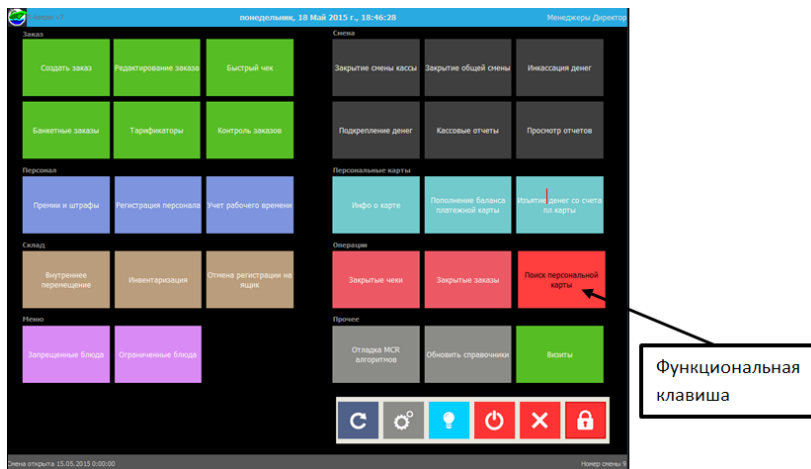 r-keeper v7
понедельник, 18 Май 2015 г., 18:46:28
Менеджеры Директор
Заказ
Создать заказ
Редактирование заказа
Быстрый чек
Банкетные заказы
Тарификаторы
Контроль заказов
Смена
Закрытие смены кассы
Закрытие общей смены
Инкассация денег
Подкрепление денег
Кассовые отчеты
Просмотр отчетов
Персонал
Премии и штрафы
Регистрация персонала
Учет рабочего времени
Персональные карты
Инфо о карте
Пополнение баланса
платежной карты
Изъятие денег со счета
пл карты
Склад
Внутреннее
перемещение
Инвентаризация
Отмена регистрации на
ящик
Операции
Закрытые чеки
Закрытые заказы
Поиск персональной
карты
Меню
Запрещенные блюда
Ограниченные блюда
Прочее
Отладка MCR
алгоритмов
Обновить справочники
Визиты
Функциональная
клавиша
Смена открыта 15.05.2015 0:00:00
Номер смены 9